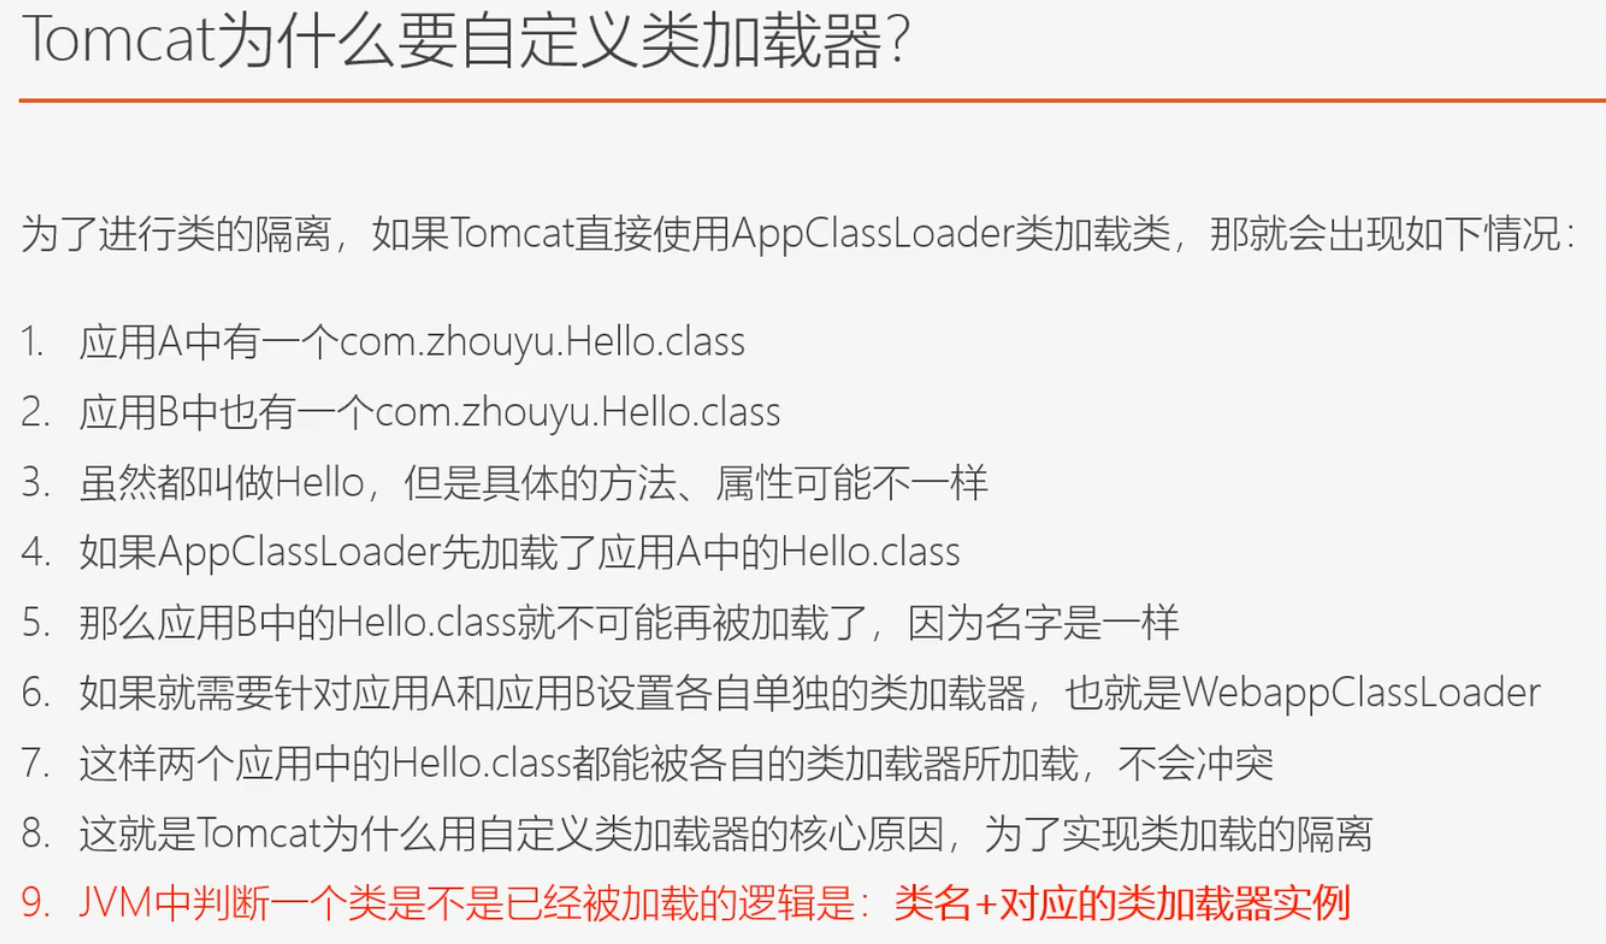 Tomcat为什么要自定义类加载器?
为了进行类的隔离，如果Tomcat直接使用AppClassLoader类加载类，那就会出现如下情况：
1. 应用A中有一个com.zhouyu.Hello.class
2. 应用B中也有一个com.zhouyu.Hello.class
3. 虽然都叫做Hello，但是具体的方法、属性可能不一样
4. 如果AppClassLoader先加载了应用A中的Hello.class
5. 那么应用B中的Hello.class就不可能再被加载了，因为名字是一样
6. 如果就需要针对应用A和应用B设置各自单独的类加载器，也就是WebappClassLoader
7. 这样两个应用中的Hello.class都能被各自的类加载器所加载，不会冲突
8. 这就是Tomcat为什么用自定义类加载器的核心原因，为了实现类加载的隔离
9. JVM中判断一个类是不是已经被加载的逻辑是：类名+对应的类加载器实例